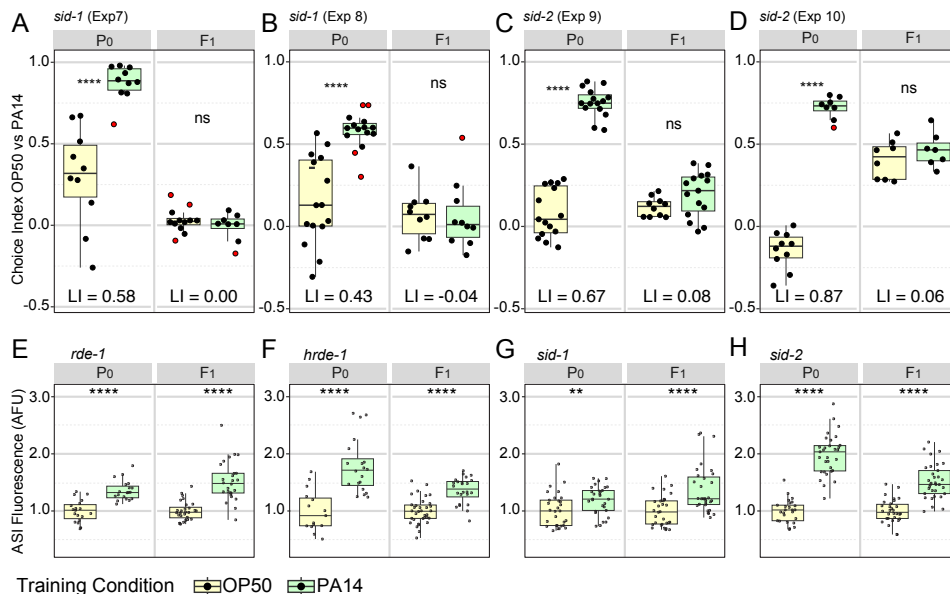 A sid-1 (Exp7)
B sid-1 (Exp 8)
C sid-2 (Exp 9)
D sid-2 (Exp 10)
P0 F1 P0 F1 P0 F1 P0 F1
Choice Index OP50 vs PA14
1.0 0.5 0.0 -0.5
**** ns
LI = 0.58 LI = 0.00
1.0 0.5 0.0 -0.5
**** ns
LI = 0.43 LI = -0.04
1.0 0.5 0.0 -0.5
**** ns
LI = 0.67 LI = 0.08
1.0 0.5 0.0 -0.5
**** ns
LI = 0.87 LI = 0.06
E rde-1
F hrde-1
G sid-1
H sid-2
P0 F1 P0 F1 P0 F1 P0 F1
ASI Fluorescence (AFU)
3.0 2.0 1.0
**** ****
3.0 2.0 1.0
**** ****
3.0 2.0 1.0
** ****
3.0 2.0 1.0
**** ****
Training Condition OP50 PA14